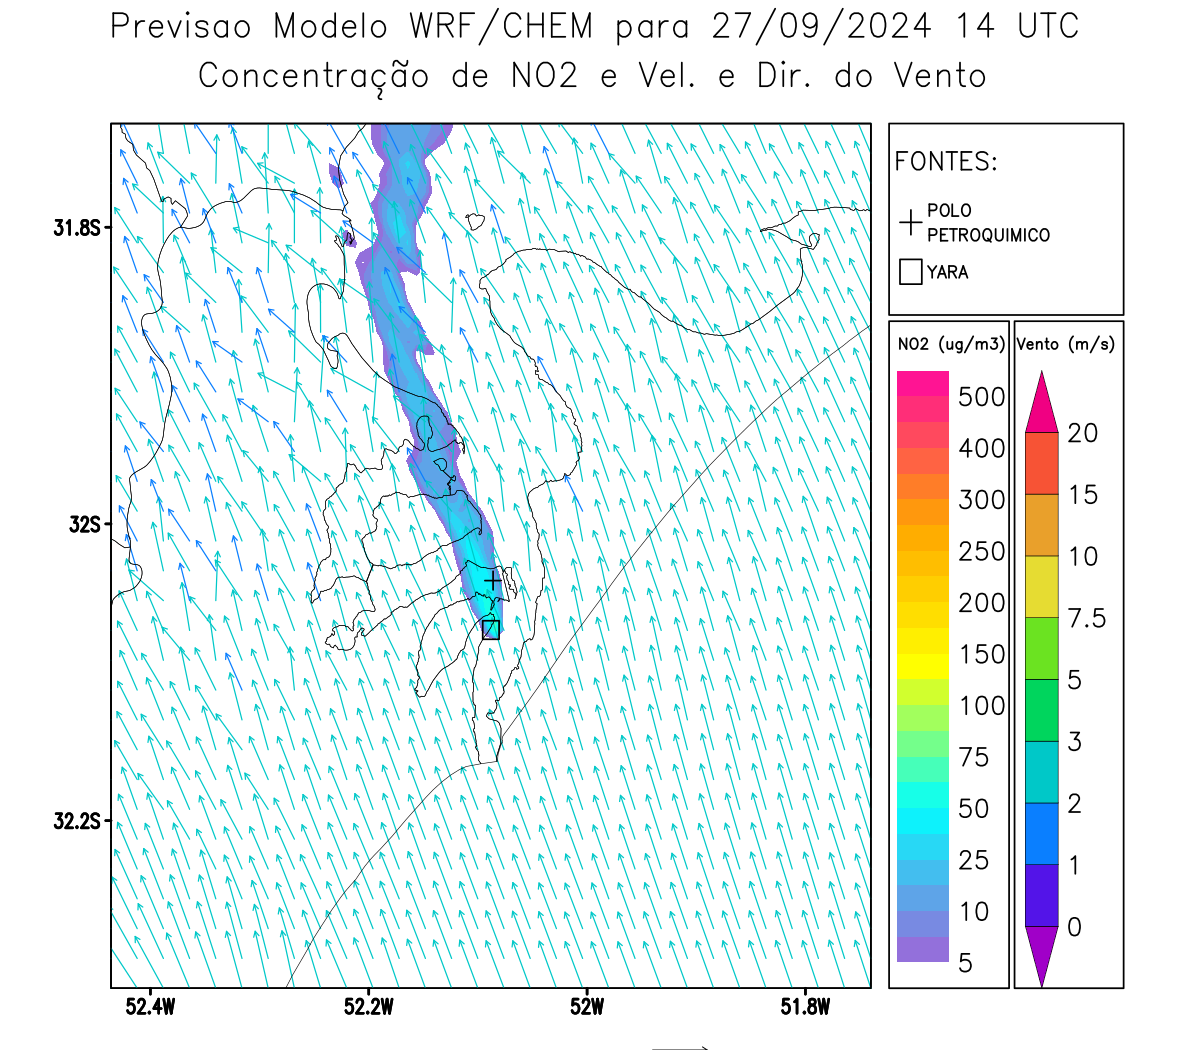 Previsao Modelo WRF/CHEM para 27/09/2024 14 UTC
Concentração de NO2 e Vel. e Dir. do Vento
FONTES:
POLO
PETROQUIMICO
YARA
NO2 (ug/m3)
500
400
300
250
200
150
100
75
50
25
10
5
Vento (m/s)
20
15
10
7.5
5
3
2
1
0
31.8S
32S
32.2S
52.4W
52.2W
52W
51.8W